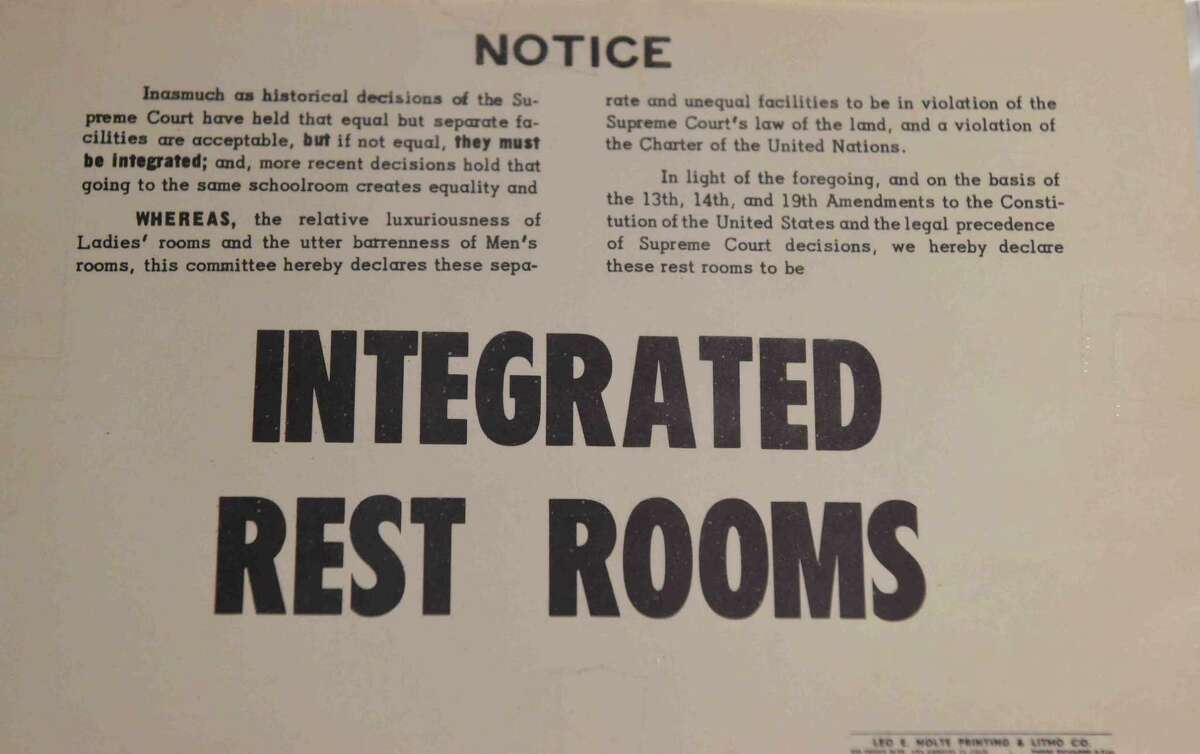 NOTICE
Inasmuch as historical decisions of the Su-
preme Court have held that equal but separate fa-
cilities are acceptable, but if not equal, they must
be integrated; and, more recent decisions hold that
going to the same schoolroom creates equality and
WHEREAS, the relative luxuriousness of
Ladies' rooms and the utter barrenness of Men's
rooms, this committee hereby declares these sepa-
rate and unequal facilities to be in violation of the
Supreme Court's law of the land, and a violation of
the Charter of the United Nations.
In light of the foregoing, and on the basis of
the 13th, 14th, and 19th Amendments to the Consti-
tution of the United States and the legal precedence
of Supreme Court decisions, we hereby declare
these rest rooms to be
INTEGRATED
REST ROOMS
LEO E. MOLTE PRINTING & LITHO CO.